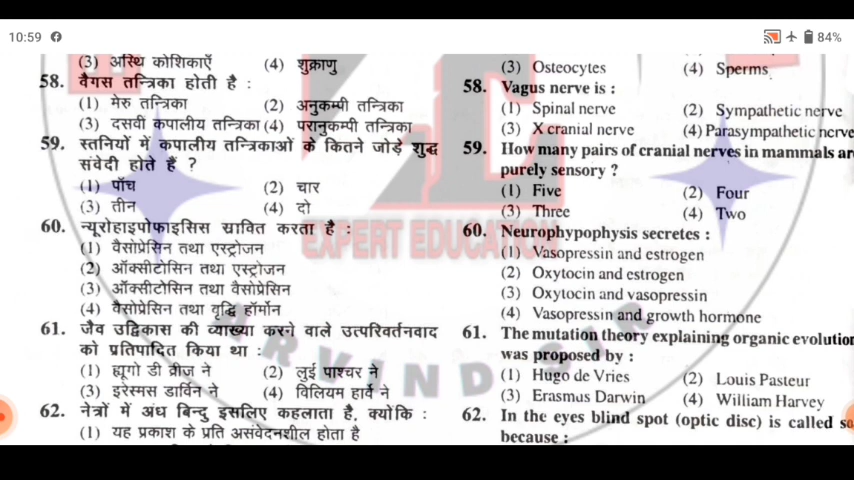 10:59
84%
(3) अस्थि कोशिकाएँ (4) शुक्राणु
58. वैगस तन्त्रिका होती है :
(1) मेरु तन्त्रिका (2) अनुकम्पी तन्त्रिका
(3) दसवी कपालीय तन्त्रिका (4) परानुकम्पी तन्त्रिका
59. स्तनियों में कपालीय तन्त्रिकाओं के कितने जोड़े शुद्ध
संवेदी होते हैं ?
(1) पाँच (2) चार
(3) तीन (4) दो
60. न्यूरोहाइपोफाइसिस स्रावित करता है :
(1) वैसोप्रेसिन तथा एस्ट्रोजन
(2) ऑक्सीटोसिन तथा एस्ट्रोजन
(3) ऑक्सीटोसिन तथा वैसोप्रेसिन
(4) वैसोप्रेसिन तथा वृद्धि हॉर्मोन
61. जैव उद्विकास की व्याख्या करने वाले उत्परिवर्तनवाद
को प्रतिपादित किया था :
(1) ह्यूगो डी व्रीज ने (2) लुई पाश्चर ने
(3) इरेस्मस डार्विन ने (4) विलियम हार्वे ने
62. नेत्रों में अंध बिन्दु इसलिए कहलाता है, क्योंकि :
(1) यह प्रकाश के प्रति असंवेदनशील होता है
(3) Osteocytes (4) Sperms
58. Vagus nerve is :
(1) Spinal nerve (2) Sympathetic nerve
(3) X cranial nerve (4) Parasympathetic nerve
59. How many pairs of cranial nerves in mammals are
purely sensory ?
(1) Five (2) Four
(3) Three (4) Two
60. Neurophypophysis secretes :
(1) Vasopressin and estrogen
(2) Oxytocin and estrogen
(3) Oxytocin and vasopressin
(4) Vasopressin and growth hormone
61. The mutation theory explaining organic evolution
was proposed by :
(1) Hugo de Vries (2) Louis Pasteur
(3) Erasmus Darwin (4) William Harvey
62. In the eyes blind spot (optic disc) is called so
because :
EXPERT EDUCATION
ARVIND SIR